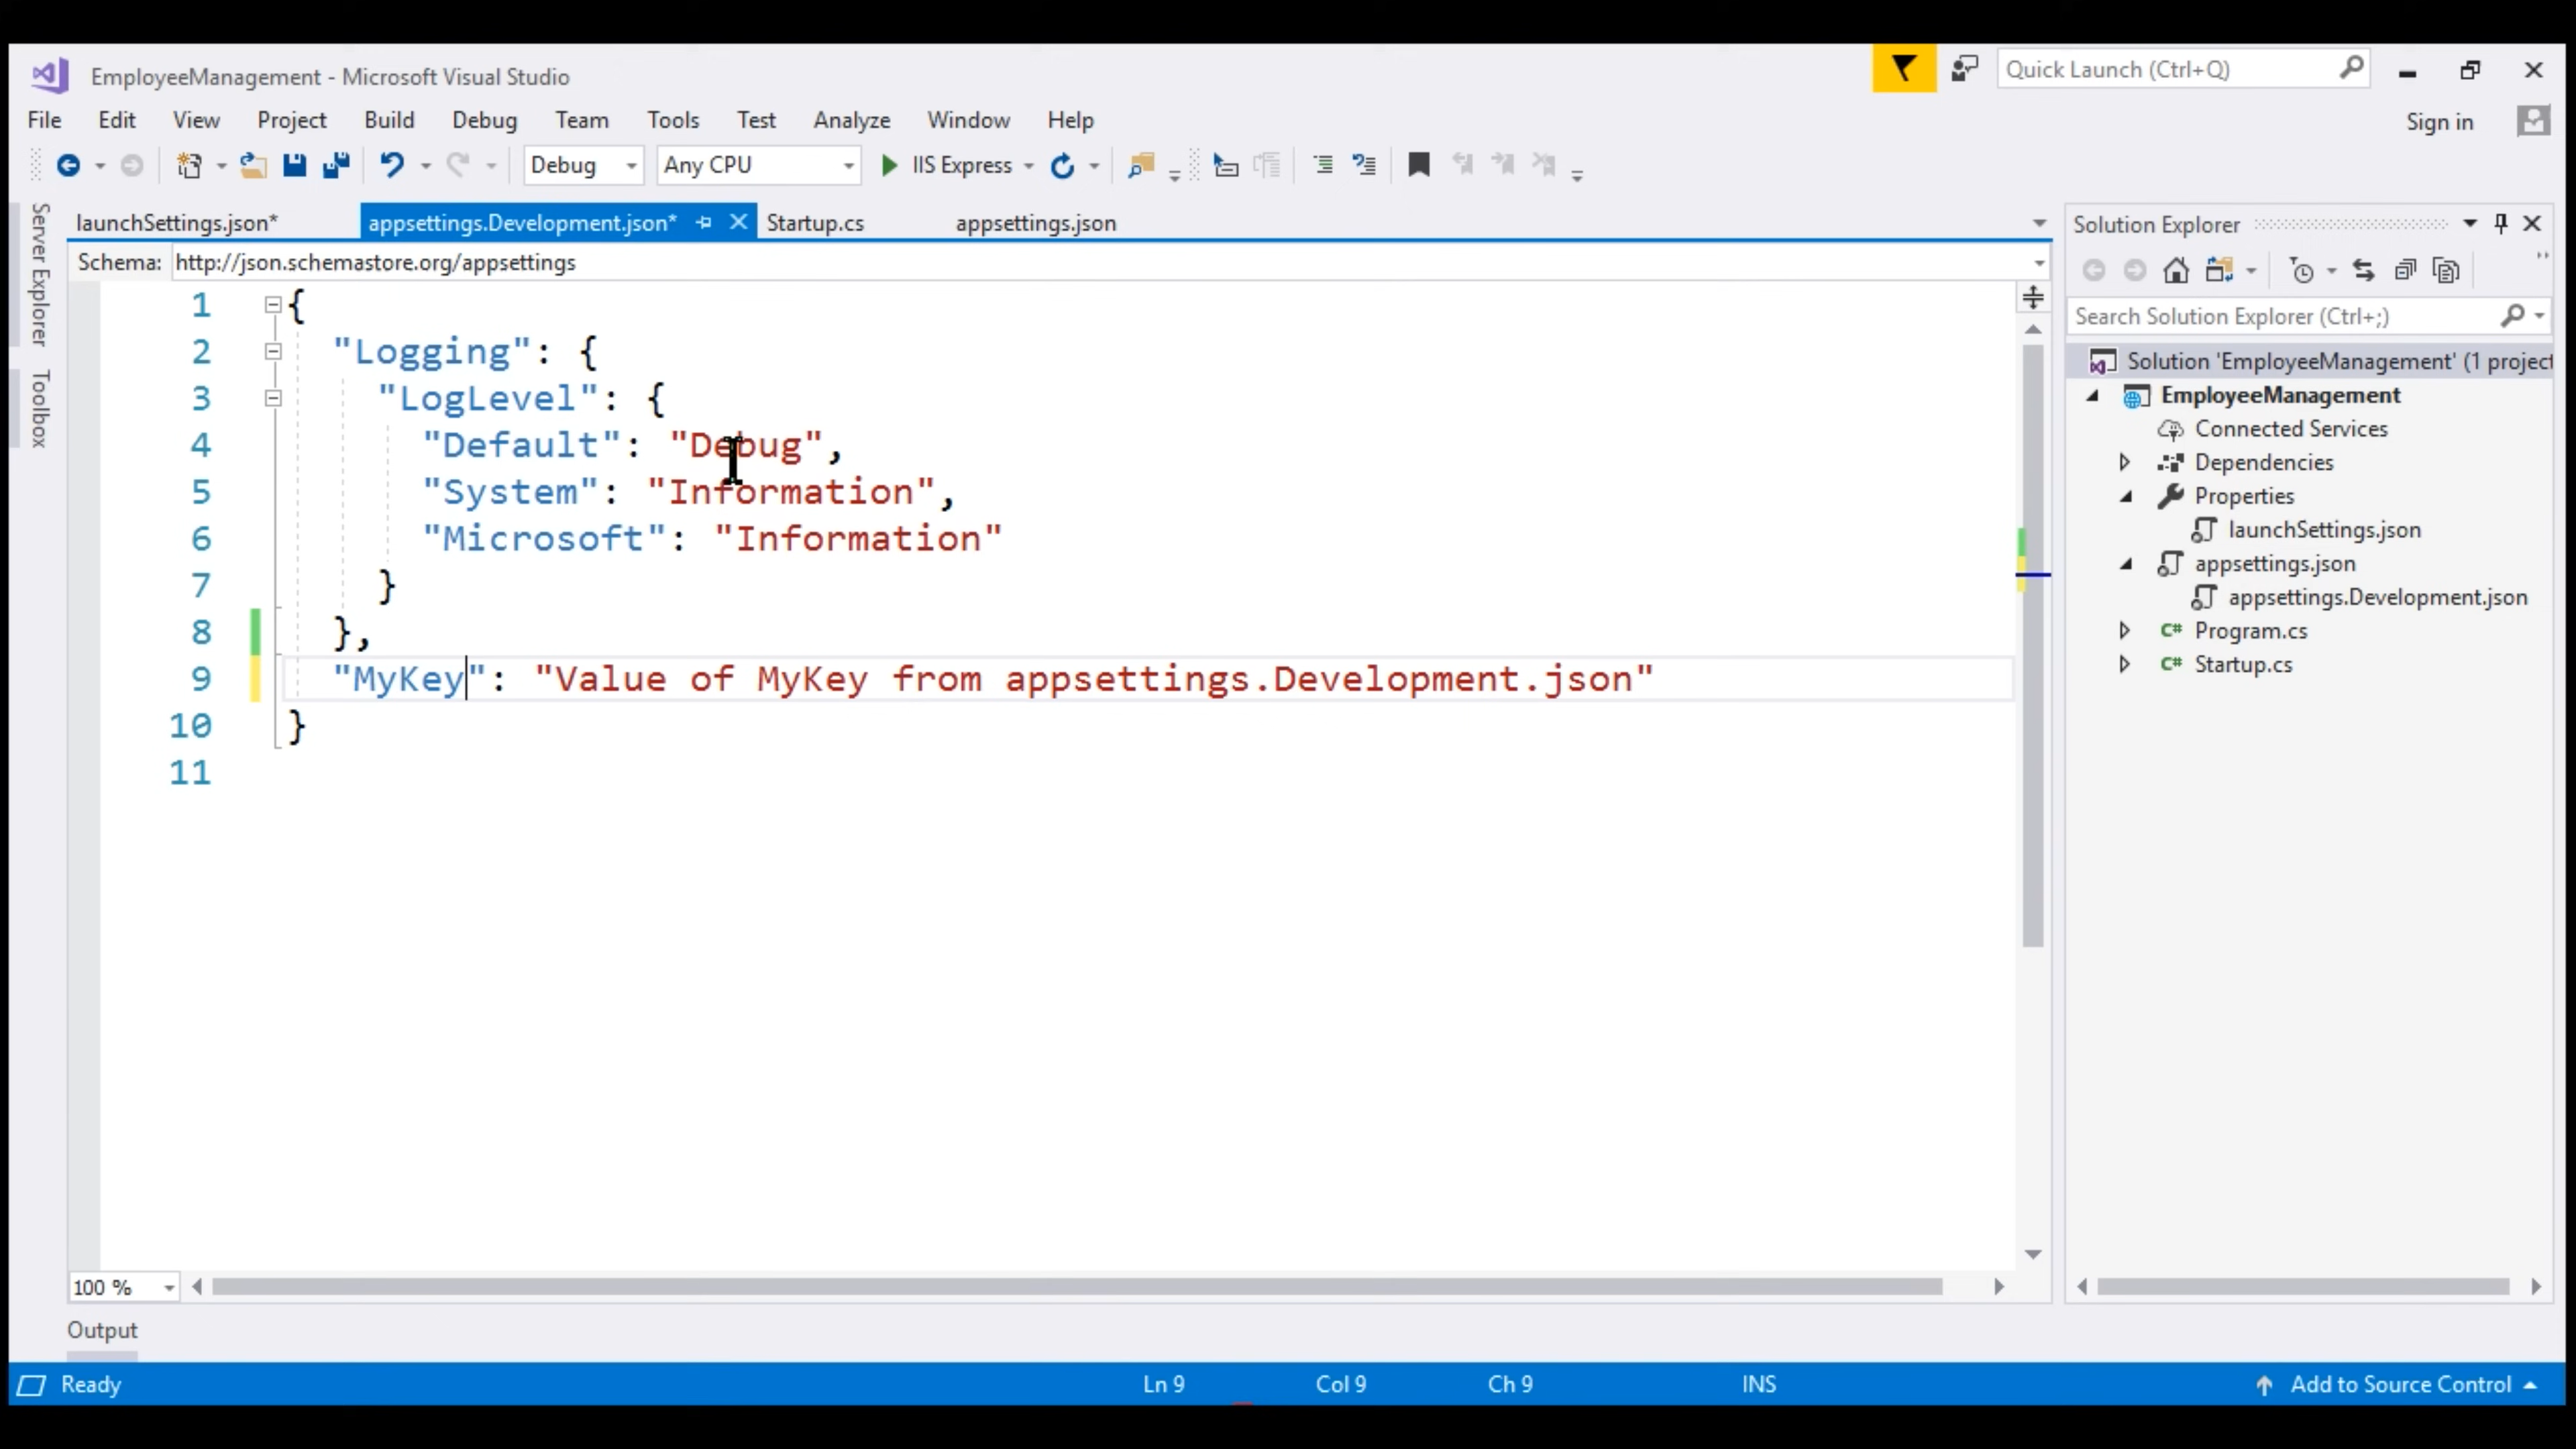 EmployeeManagement - Microsoft Visual Studio
Quick Launch (Ctrl+Q)
File Edit View Project Build Debug Team Tools Test Analyze Window Help
Sign in
Debug Any CPU IIS Express
Server Explorer
Toolbox
launchSettings.json* appsettings.Development.json* Startup.cs appsettings.json
Schema: http://json.schemastore.org/appsettings
1 {
2 "Logging": {
3 "LogLevel": {
4 "Default": "Debug",
5 "System": "Information",
6 "Microsoft": "Information"
7 }
8 },
9 "MyKey": "Value of MyKey from appsettings.Development.json"
10 }
11
100 %
Solution Explorer
Search Solution Explorer (Ctrl+;)
Solution 'EmployeeManagement' (1 project
EmployeeManagement
Connected Services
Dependencies
Properties
launchSettings.json
appsettings.json
appsettings.Development.json
C# Program.cs
C# Startup.cs
Output
Ready Ln 9 Col 9 Ch 9 INS Add to Source Control